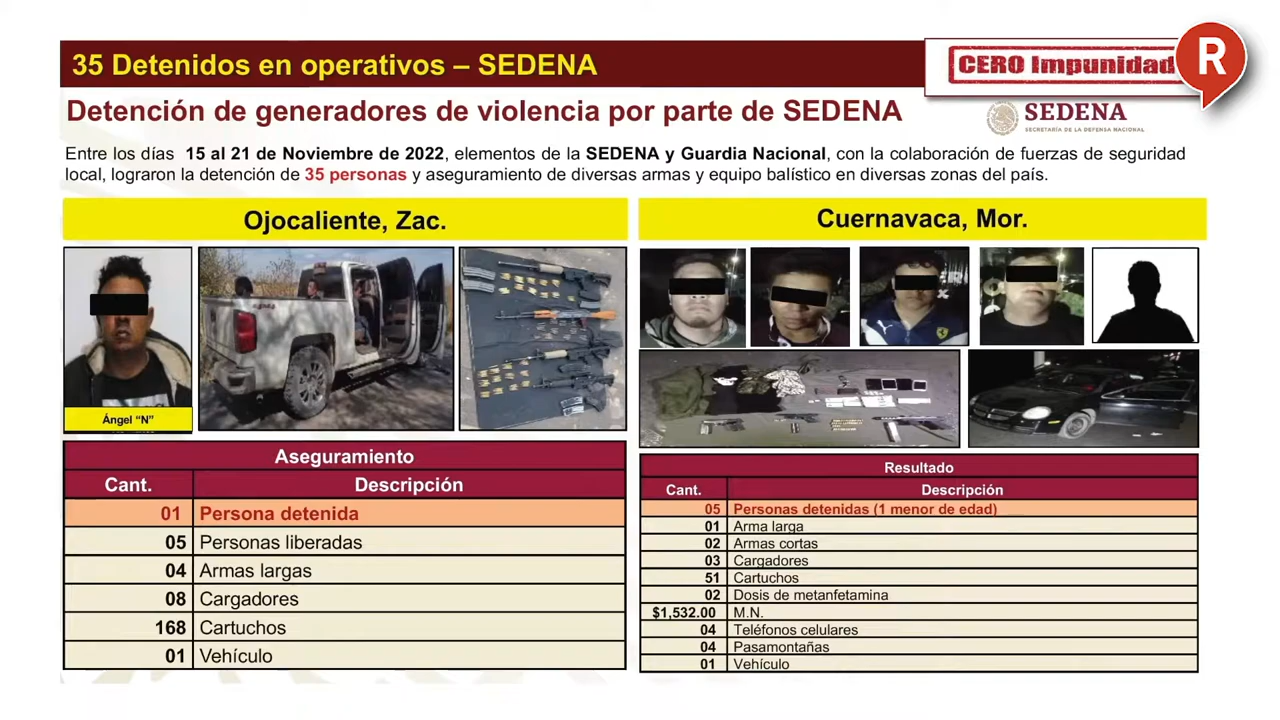 35 Detenidos en operativos – SEDENA
CERO Impunidad
R
Detención de generadores de violencia por parte de SEDENA
SEDENA
SECRETARÍA DE LA DEFENSA NACIONAL
Entre los días 15 al 21 de Noviembre de 2022, elementos de la SEDENA y Guardia Nacional, con la colaboración de fuerzas de seguridad
local, lograron la detención de 35 personas y aseguramiento de diversas armas y equipo balístico en diversas zonas del país.
Ojocaliente, Zac.
Ángel “N”
Aseguramiento
Cant. Descripción
01 Persona detenida
05 Personas liberadas
04 Armas largas
08 Cargadores
168 Cartuchos
01 Vehículo
Cuernavaca, Mor.
Resultado
Cant. Descripción
05 Personas detenidas (1 menor de edad)
01 Arma larga
02 Armas cortas
03 Cargadores
51 Cartuchos
02 Dosis de metanfetamina
$1,532.00 M.N.
04 Teléfonos celulares
04 Pasamontañas
01 Vehículo